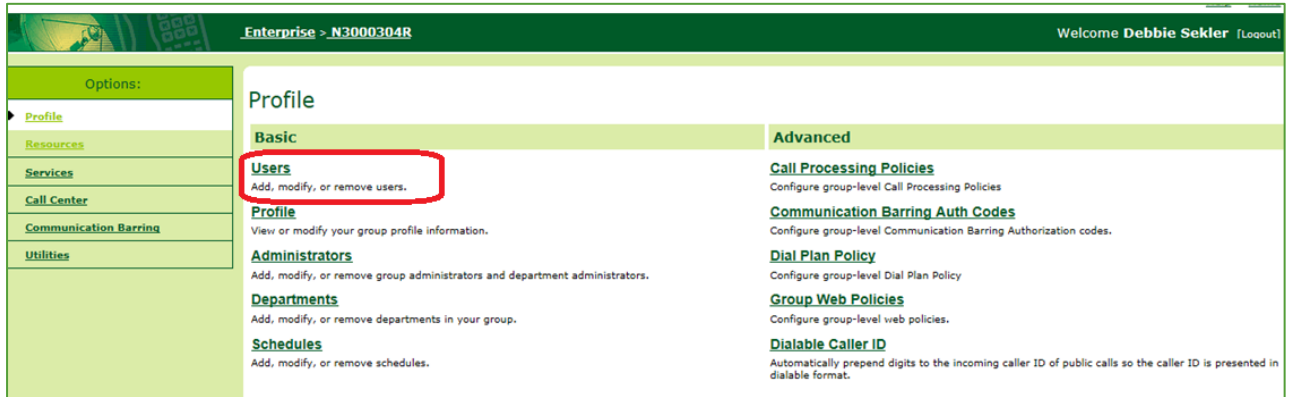 Enterprise > N3000304R
Welcome Debbie Sekler [Logout]
Options:
Profile
Resources
Services
Call Center
Communication Barring
Utilities
Profile
Basic
Users
Add, modify, or remove users.
Profile
View or modify your group profile information.
Administrators
Add, modify, or remove group administrators and department administrators.
Departments
Add, modify, or remove departments in your group.
Schedules
Add, modify, or remove schedules.
Advanced
Call Processing Policies
Configure group-level Call Processing Policies
Communication Barring Auth Codes
Configure group-level Communication Barring Authorization codes.
Dial Plan Policy
Configure group-level Dial Plan Policy
Group Web Policies
Configure group-level web policies.
Dialable Caller ID
Automatically prepend digits to the incoming caller ID of public calls so the caller ID is presented in
dialable format.